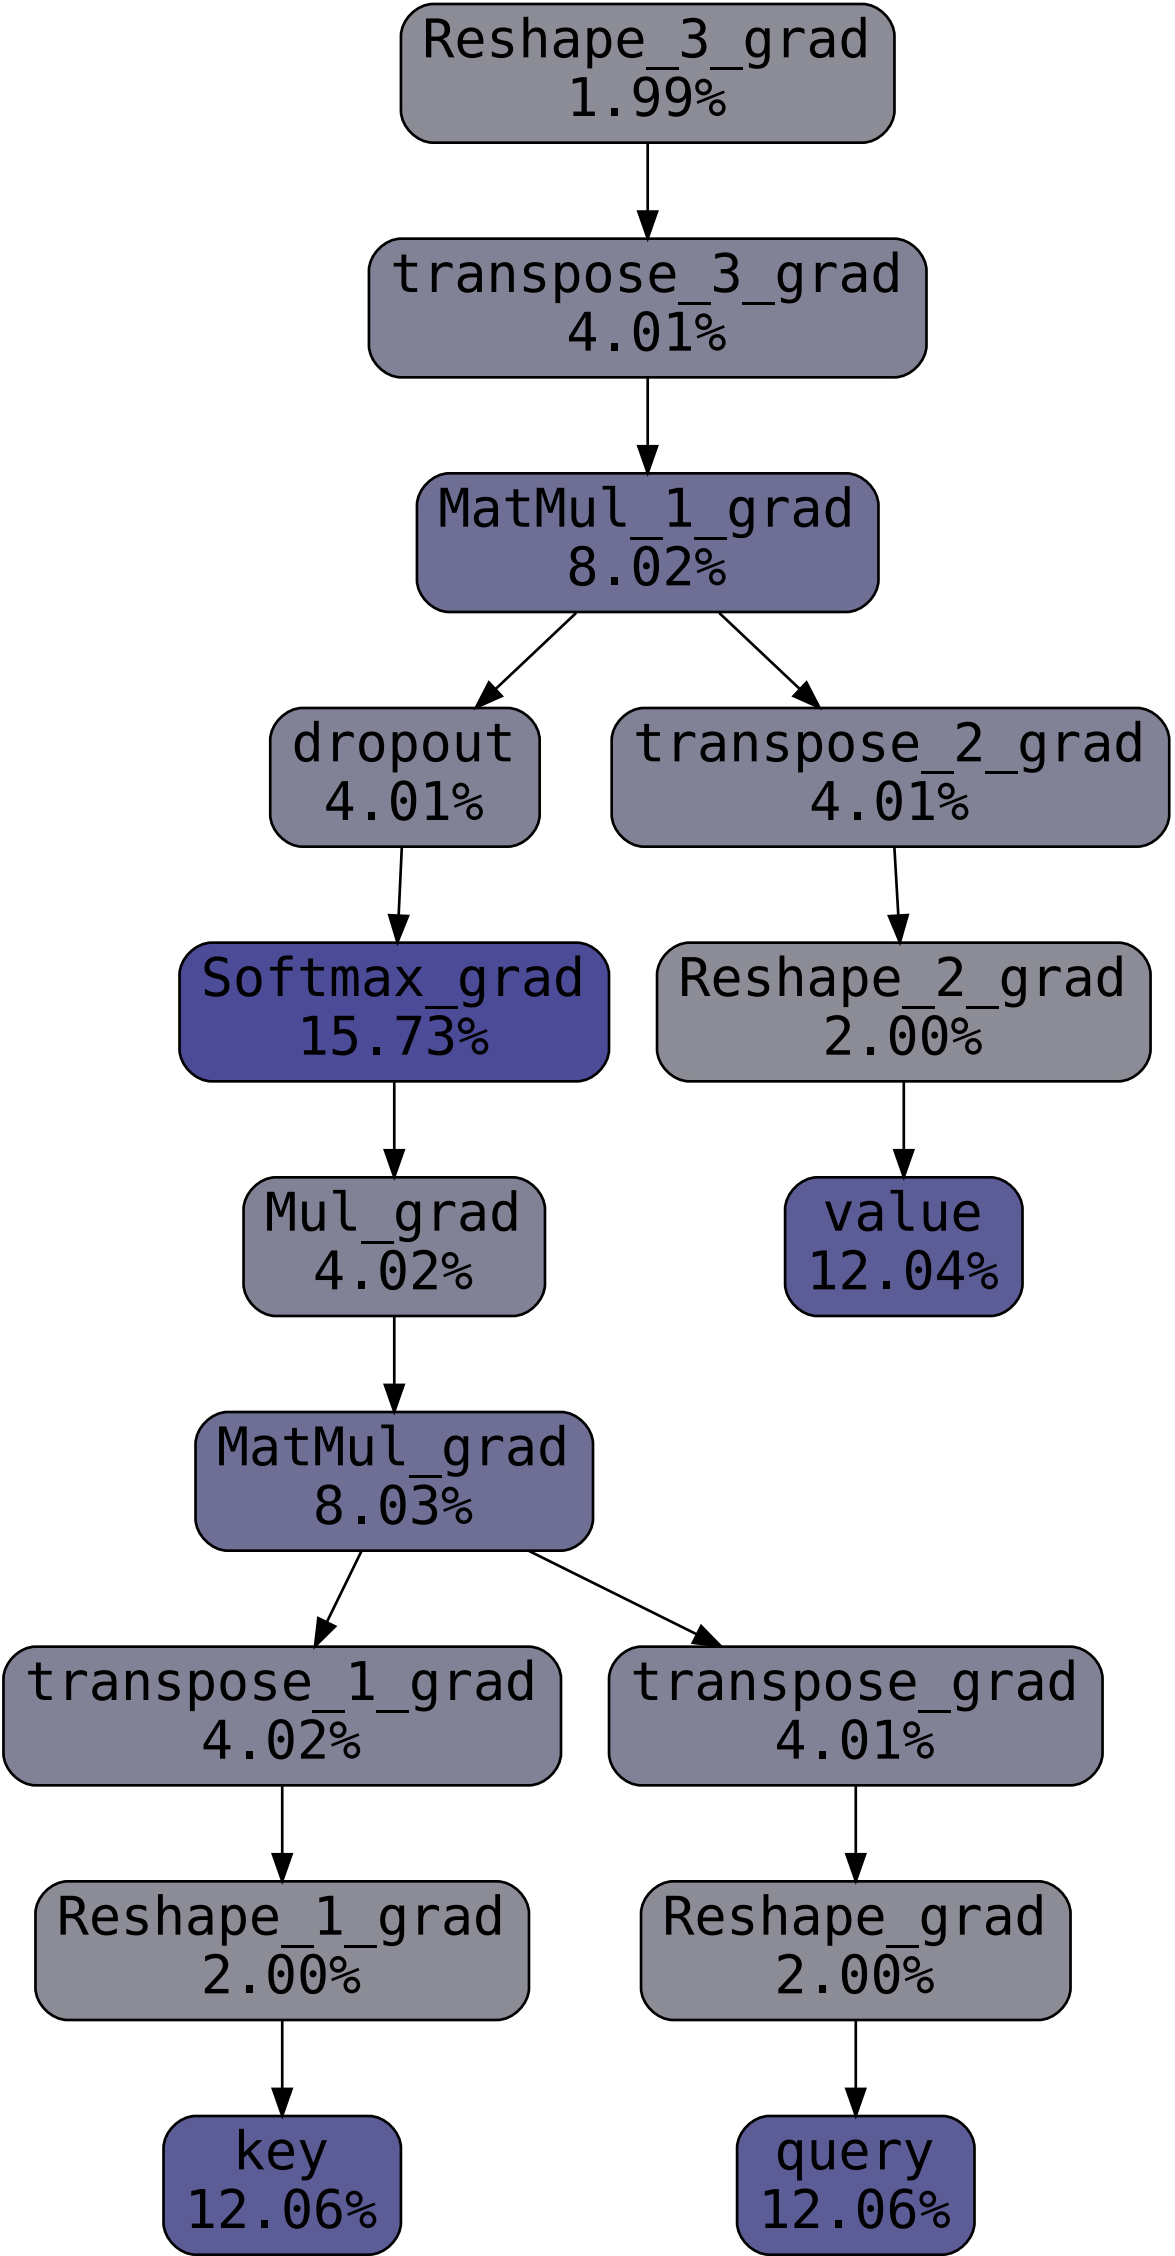 Reshape_3_grad
1.99%
transpose_3_grad
4.01%
MatMul_1_grad
8.02%
dropout
4.01%
transpose_2_grad
4.01%
Softmax_grad
15.73%
Reshape_2_grad
2.00%
Mul_grad
4.02%
value
12.04%
MatMul_grad
8.03%
transpose_1_grad
4.02%
transpose_grad
4.01%
Reshape_1_grad
2.00%
Reshape_grad
2.00%
key
12.06%
query
12.06%